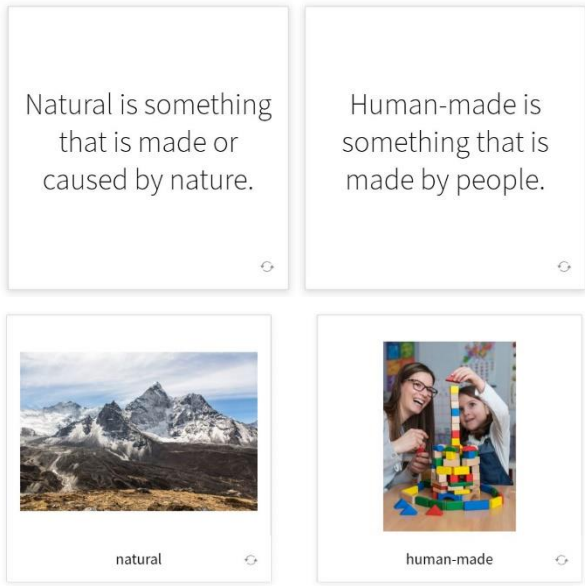 Natural is something
that is made or
caused by nature.
Human-made is
something that is
made by people.
natural
human-made